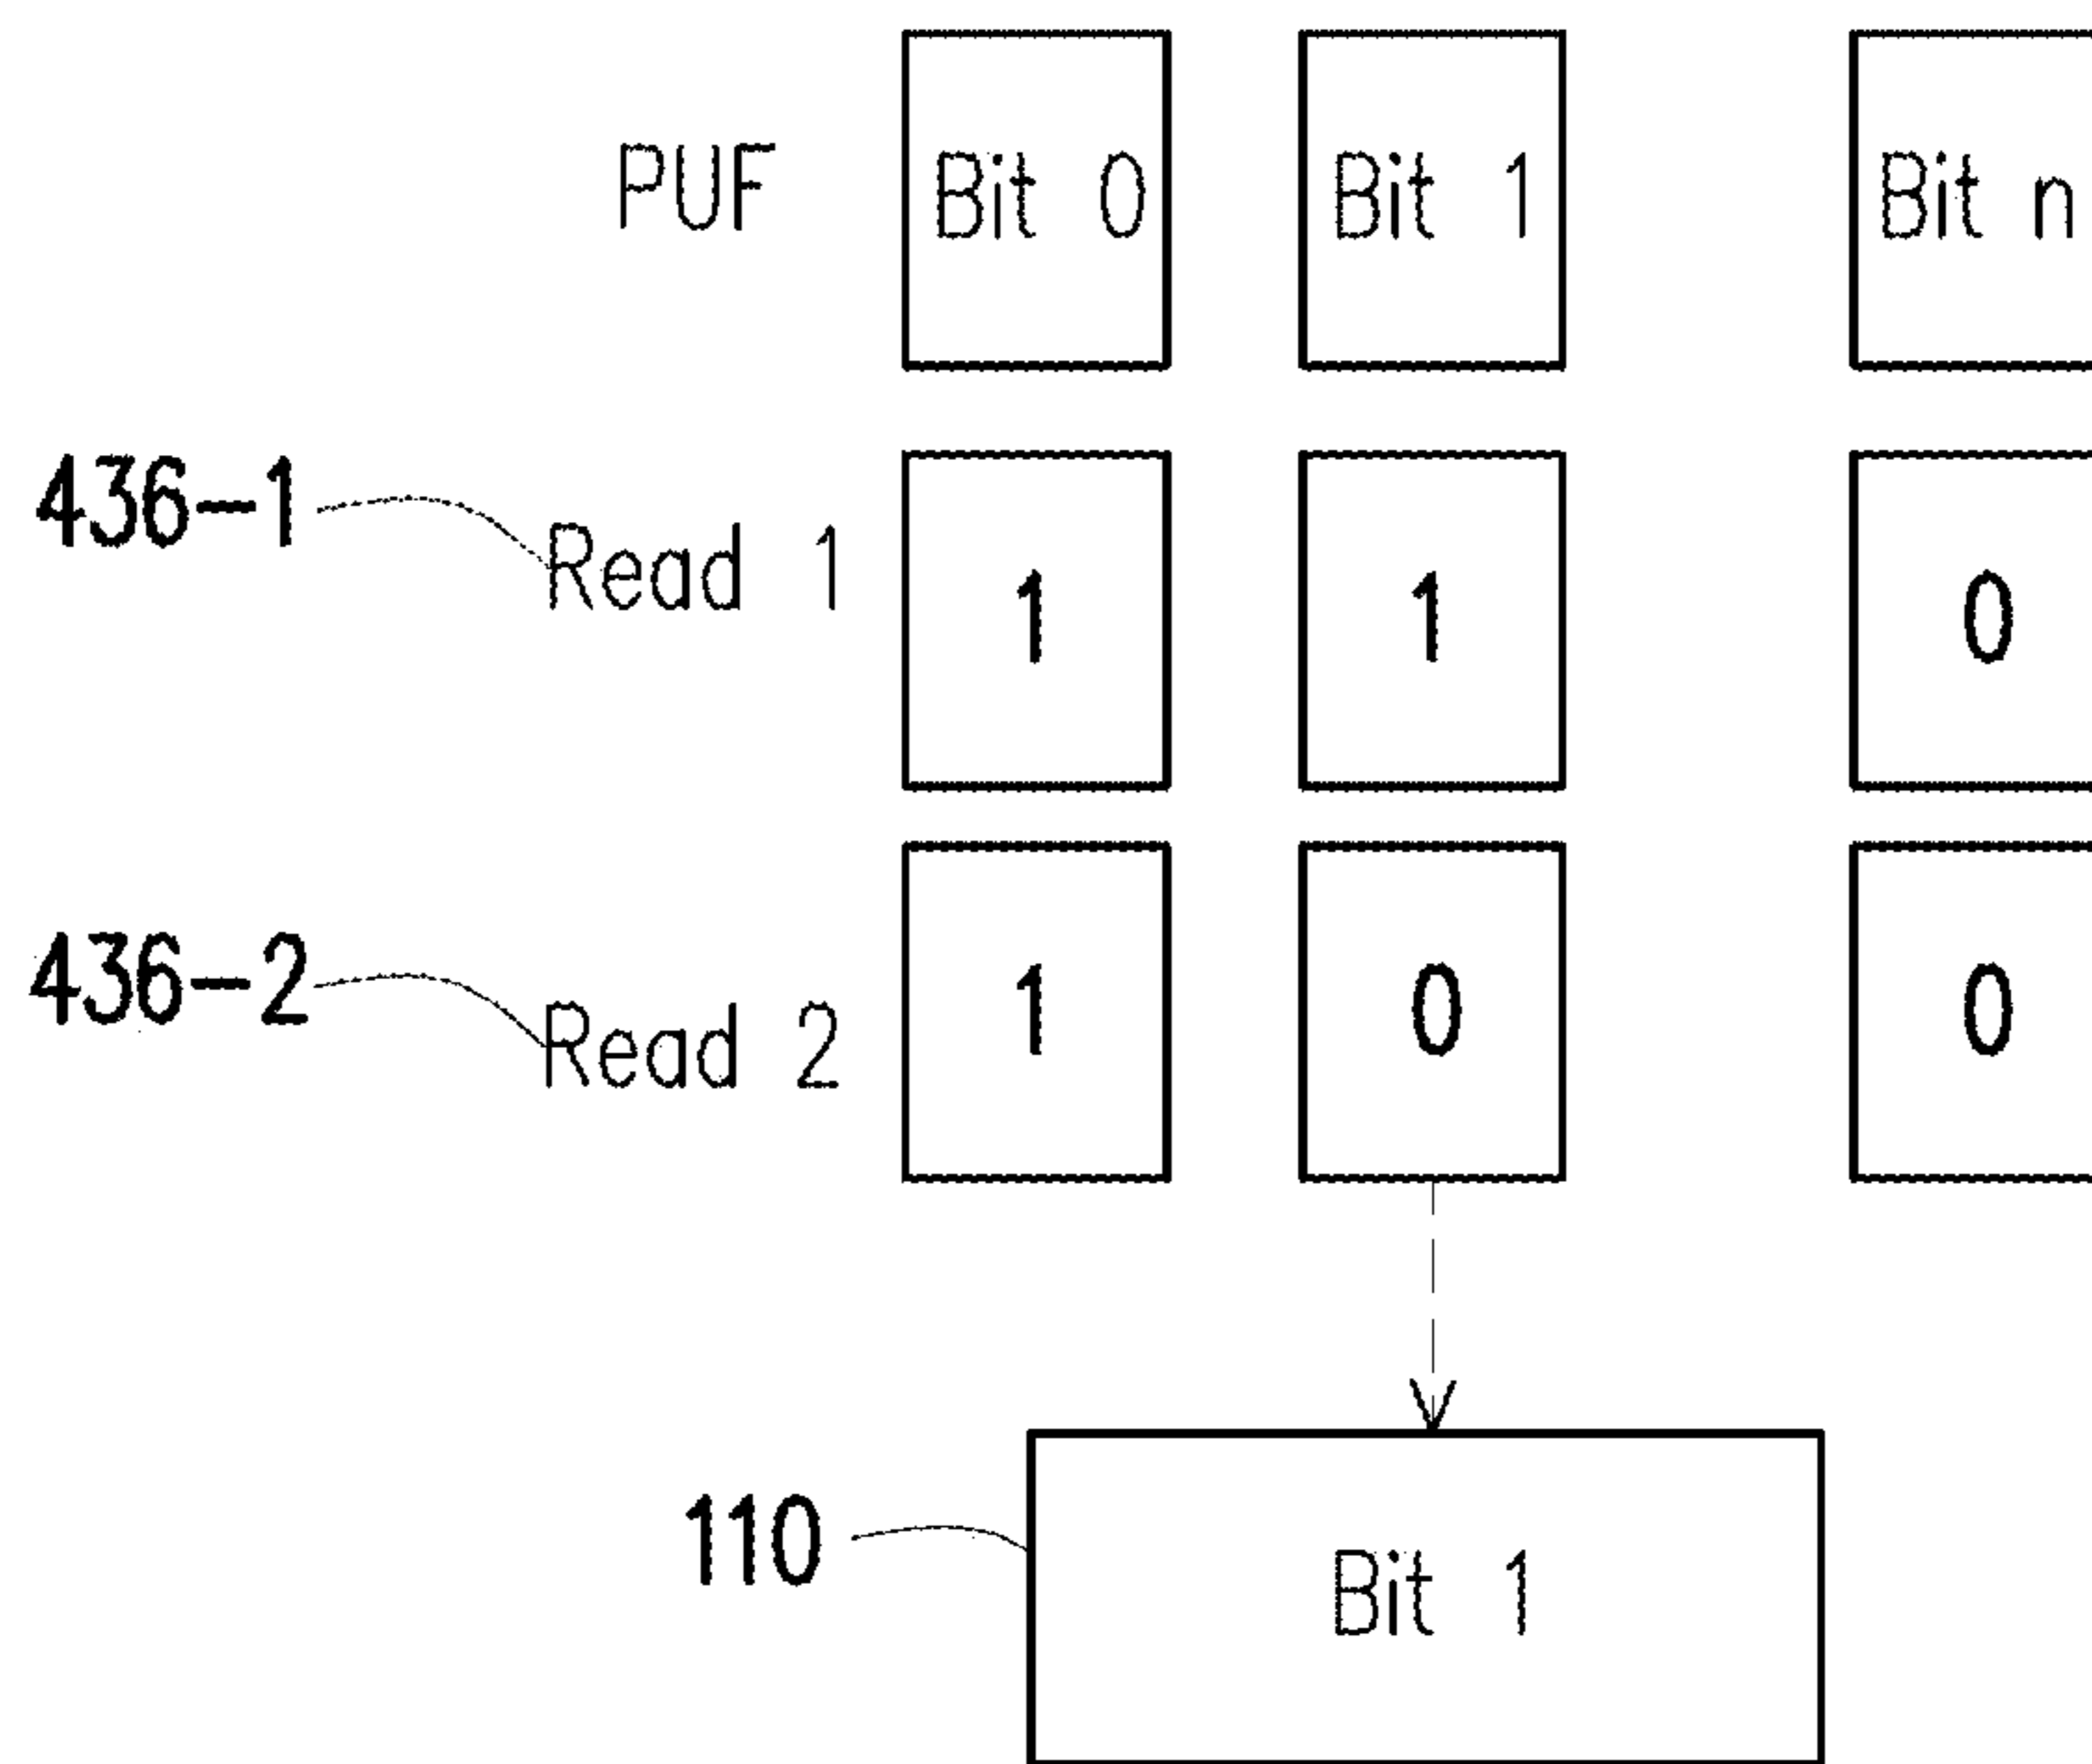 PUF Bit 0 Bit 1 Bit n
436-1 Read 1 1 1 0
436-2 Read 2 1 0 0
110 Bit 1